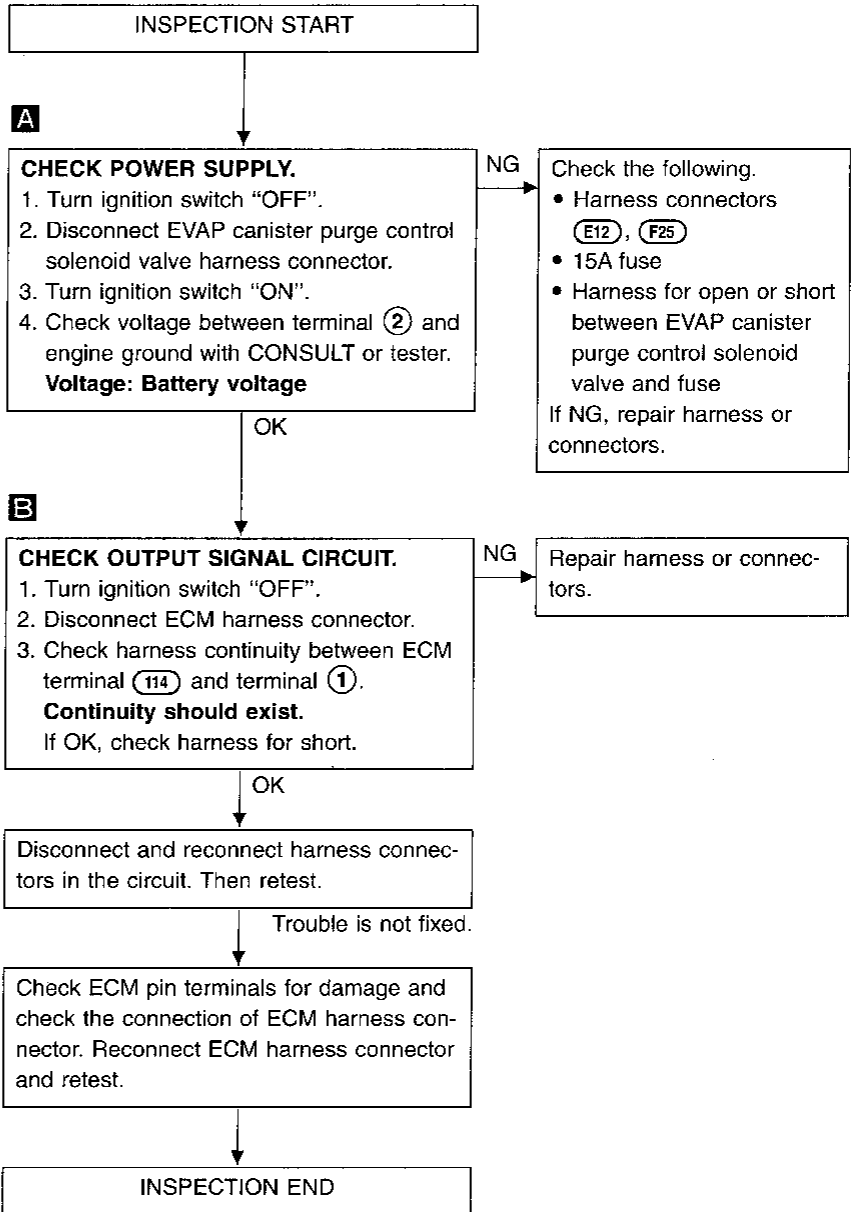 INSPECTION START
A
CHECK POWER SUPPLY.
1. Turn ignition switch “OFF”.
2. Disconnect EVAP canister purge control
solenoid valve harness connector.
3. Turn ignition switch “ON”.
4. Check voltage between terminal ② and
engine ground with CONSULT or tester.
Voltage: Battery voltage
NG
Check the following.
• Harness connectors
E12, F25
• 15A fuse
• Harness for open or short
between EVAP canister
purge control solenoid
valve and fuse
If NG, repair harness or
connectors.
OK
B
CHECK OUTPUT SIGNAL CIRCUIT.
1. Turn ignition switch “OFF”.
2. Disconnect ECM harness connector.
3. Check harness continuity between ECM
terminal 114 and terminal ①.
Continuity should exist.
If OK, check harness for short.
NG
Repair harness or connec-
tors.
OK
Disconnect and reconnect harness connec-
tors in the circuit. Then retest.
Trouble is not fixed.
Check ECM pin terminals for damage and
check the connection of ECM harness con-
nector. Reconnect ECM harness connector
and retest.
INSPECTION END